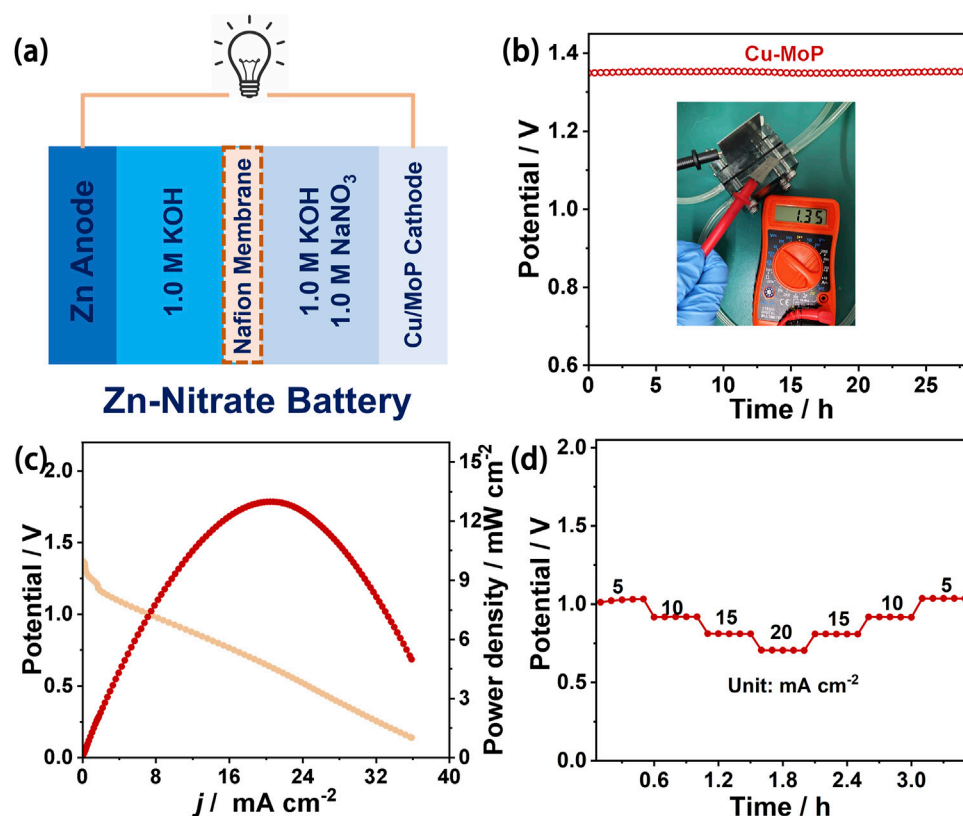 (a)
Zn Anode
1.0 M KOH
Nafion Membrane
1.0 M KOH
1.0 M NaNO₃
Cu/MoP Cathode
Zn-Nitrate Battery
(b)
Cu-MoP
Potential / V
1.4
1.2
1.0
0.8
0.6
1.35
0
5
10
15
20
25
Time / h
(c)
Potential / V
2.0
1.5
1.0
0.5
0.0
0
8
16
24
32
40
j / mA cm⁻²
15
12
9
6
3
0
Power density / mW cm⁻²
(d)
Potential / V
2.0
1.5
1.0
0.5
0.0
5
10
15
20
15
10
5
Unit: mA cm⁻²
0.6
1.2
1.8
2.4
3.0
Time / h